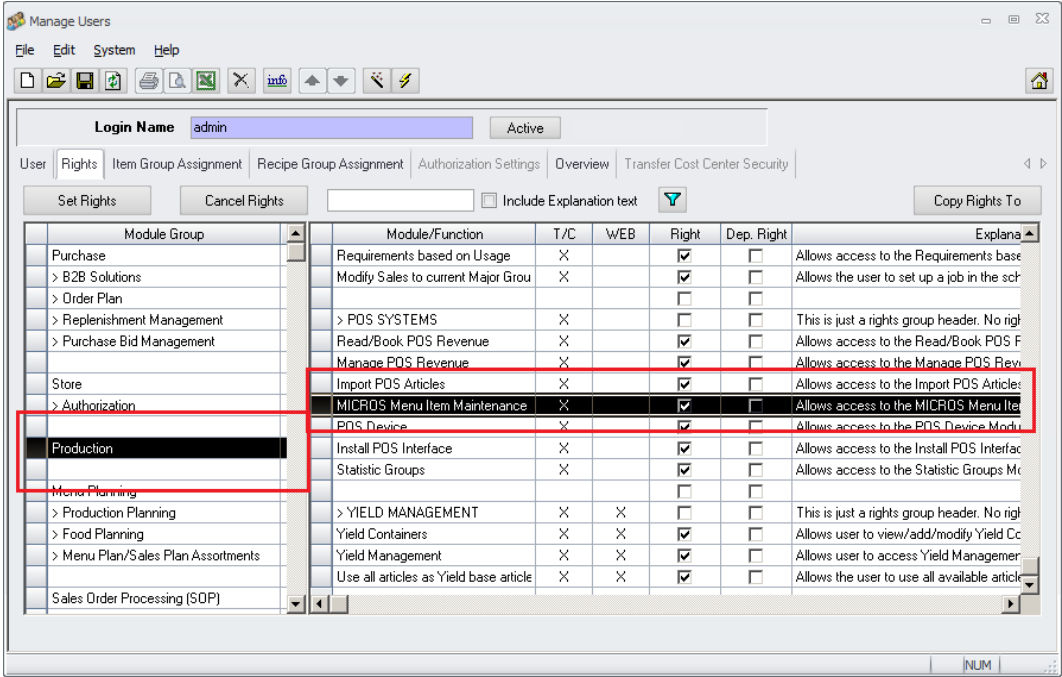 Manage Users
File Edit System Help
info
Login Name admin Active
User Rights Item Group Assignment Recipe Group Assignment Authorization Settings Overview Transfer Cost Center Security
Set Rights Cancel Rights Include Explanation text Copy Rights To
Module Group
Purchase
> B2B Solutions
> Order Plan
> Replenishment Management
> Purchase Bid Management
Store
> Authorization
Production
Menu Planning
> Production Planning
> Food Planning
> Menu Plan/Sales Plan Assortments
Sales Order Processing (SOP)
Module/Function T/C WEB Right Dep. Right Explana
Requirements based on Usage X Allows access to the Requirements base
Modify Sales to current Major Grou X Allows the user to set up a job in the sch
> POS SYSTEMS X This is just a rights group header. No righ
Read/Book POS Revenue X Allows access to the Read/Book POS F
Manage POS Revenue X Allows access to the Manage POS Reve
Import POS Articles X Allows access to the Import POS Articles
MICROS Menu Item Maintenance X Allows access to the MICROS Menu Iter
POS Device X Allows access to the POS Device Modu
Install POS Interface X Allows access to the Install POS Interfac
Statistic Groups X Allows access to the Statistic Groups Mo
> YIELD MANAGEMENT X X This is just a rights group header. No righ
Yield Containers X X Allows user to view/add/modify Yield Co
Yield Management X X Allows user to access Yield Managemer
Use all articles as Yield base article X X Allows the user to use all available article
NUM